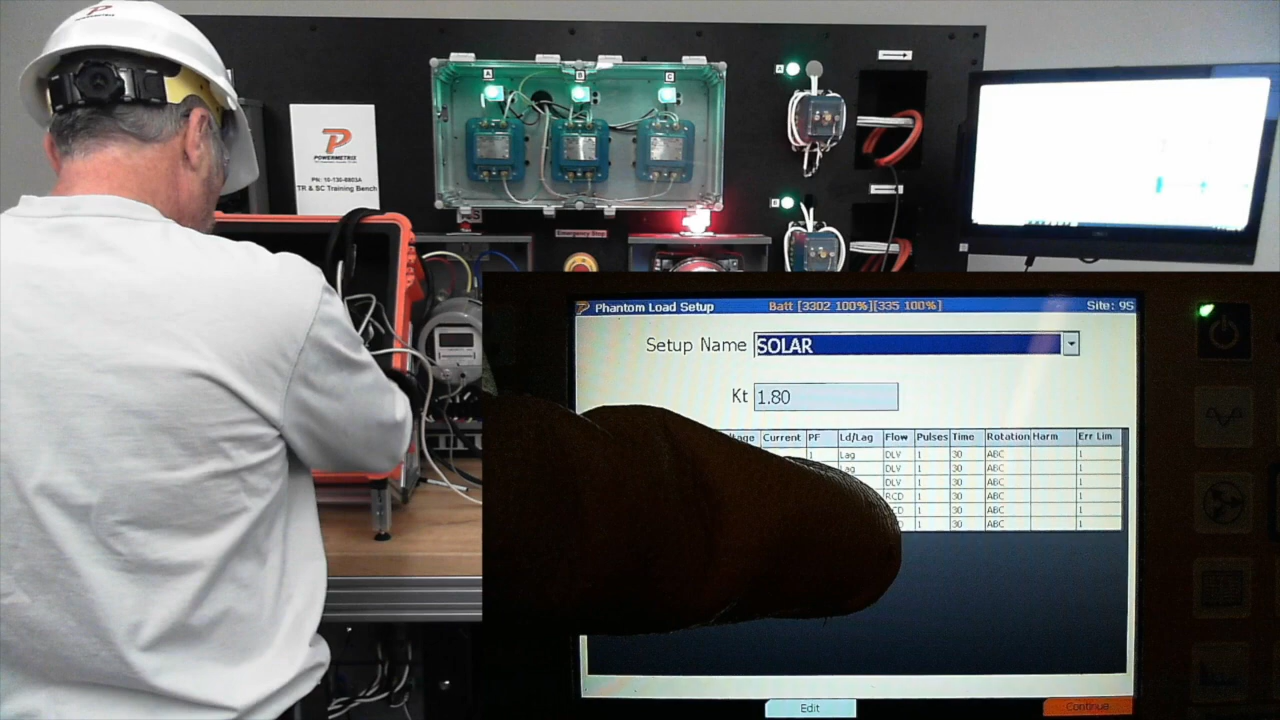 POWERMETRIX
PN: 10-130-8803A
TR & SC Training Bench
A
B
C
A
B
Emergency Stop
Phantom Load Setup
Batt [3302 100%][335 100%]
Site: 9S
Setup Name SOLAR
Kt 1.80
Current PF Ld/Lag Flow Pulses Time Rotation Harm Err Lim
1 Lag DLV 1 30 ABC 1
Lag DLV 1 30 ABC 1
DLV 1 30 ABC 1
RCD 1 30 ABC 1
1 30 ABC 1
1 30 ABC 1
Edit
Continue